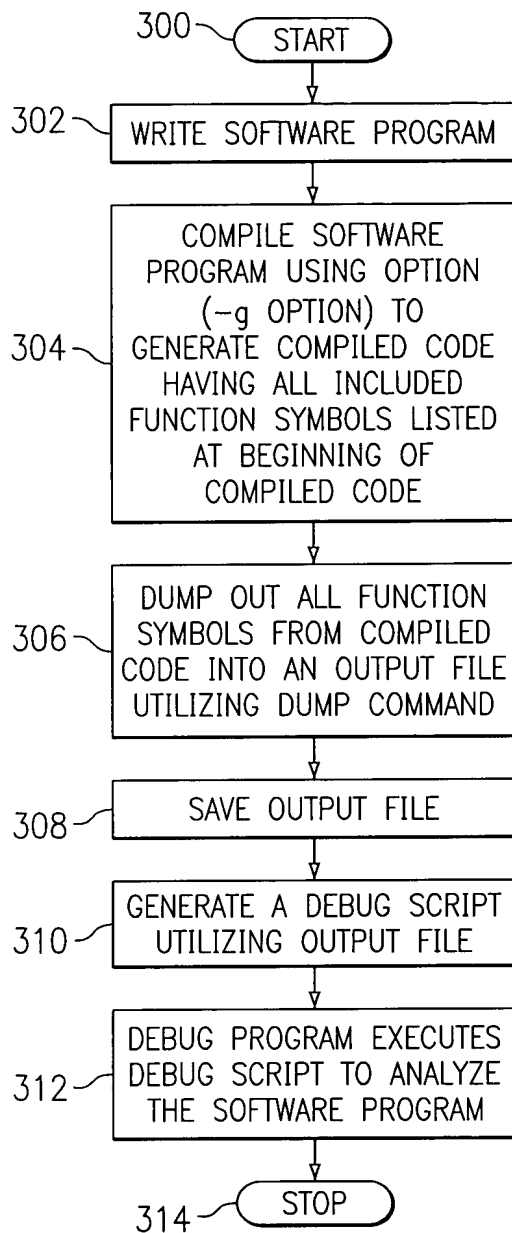 300
START
302
WRITE SOFTWARE PROGRAM
304
COMPILE SOFTWARE
PROGRAM USING OPTION
(-g OPTION) TO
GENERATE COMPILED CODE
HAVING ALL INCLUDED
FUNCTION SYMBOLS LISTED
AT BEGINNING OF
COMPILED CODE
306
DUMP OUT ALL FUNCTION
SYMBOLS FROM COMPILED
CODE INTO AN OUTPUT FILE
UTILIZING DUMP COMMAND
308
SAVE OUTPUT FILE
310
GENERATE A DEBUG SCRIPT
UTILIZING OUTPUT FILE
312
DEBUG PROGRAM EXECUTES
DEBUG SCRIPT TO ANALYZE
THE SOFTWARE PROGRAM
314
STOP